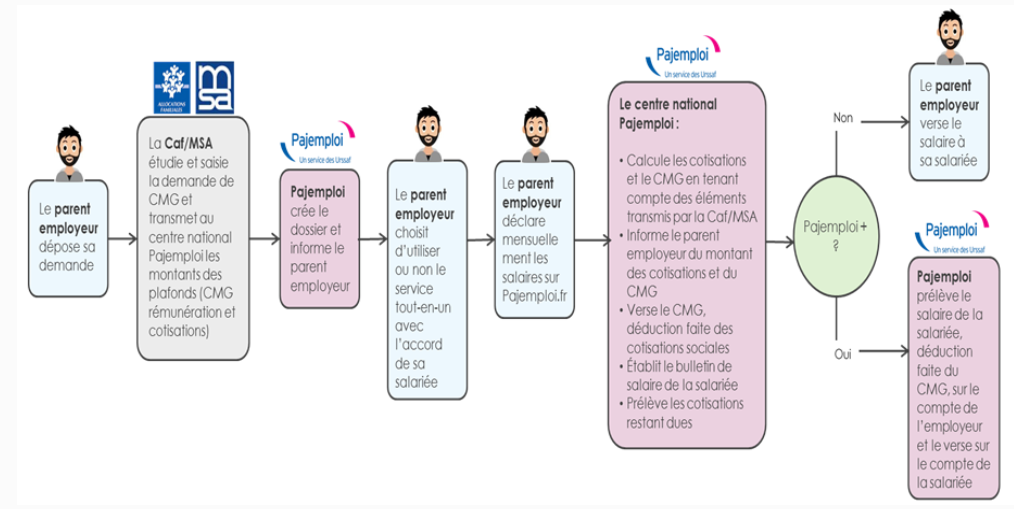 Le parent
employeur
dépose sa
demande
ALLOCATIONS
FAMILIALES
msa
La Caf/MSA
étudie et saisie
la demande de
CMG et
transmet au
centre national
Pajemploi les
montants des
plafonds (CMG
rémunération et
cotisations)
Pajemploi
Un service des Urssaf
Pajemploi
crée le
dossier et
informe le
parent
employeur
Le parent
employeur
choisit
d'utiliser
ou non le
service
tout-en-un
avec
l'accord
de sa
salariée
Le parent
employeur
déclare
mensuelle
ment les
salaires sur
Pajemploi.fr
Pajemploi
Un service des Urssaf
Le centre national
Pajemploi :
• Calcule les cotisations
et le CMG en tenant
compte des éléments
transmis par la Caf/MSA
• Informe le parent
employeur du montant
des cotisations et du
CMG
• Verse le CMG,
déduction faite des
cotisations sociales
• Établit le bulletin de
salaire de la salariée
• Prélève les cotisations
restant dues
Pajemploi +
?
Non
Le parent
employeur
verse le
salaire à
sa salariée
Oui
Pajemploi
Un service des Urssaf
Pajemploi
prélève le
salaire de la
salariée,
déduction
faite du
CMG, sur le
compte de
l'employeur
et le verse sur
le compte de
la salariée